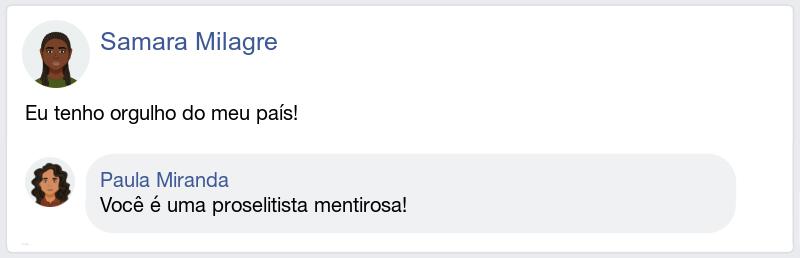 Samara Milagre
Eu tenho orgulho do meu país!
Paula Miranda
Você é uma proselitista mentirosa!